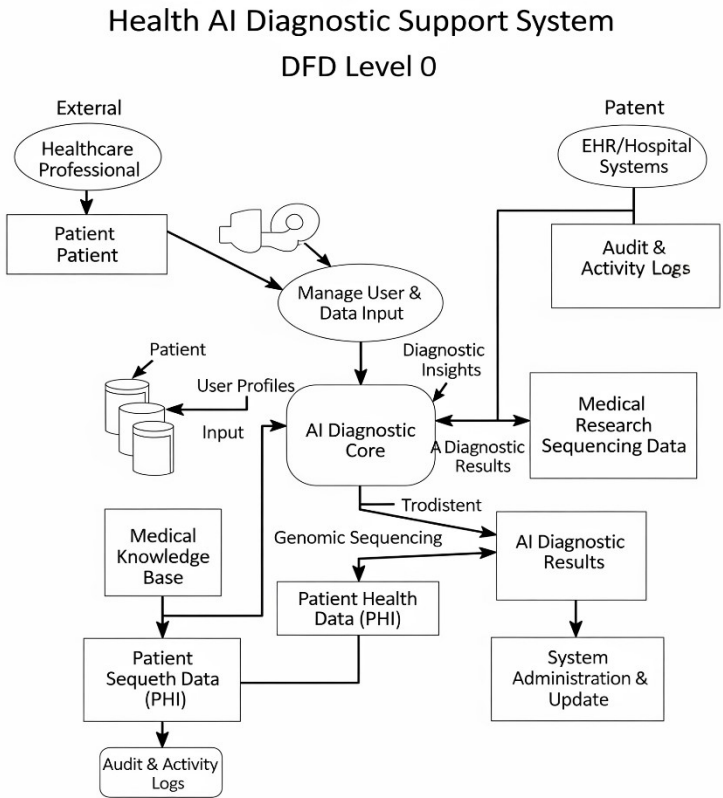 Health AI Diagnostic Support System
DFD Level 0
External
Patent
Healthcare
Professional
EHR/Hospital
Systems
Patient
Patient
Audit &
Activity Logs
Manage User &
Data Input
Patient
User Profiles
Input
Diagnostic
Insights
AI Diagnostic
Core
A Diagnostic
Results
Medical
Research
Sequencing Data
Trodistent
Medical
Knowledge
Base
Genomic Sequencing
AI Diagnostic
Results
Patient Health
Data (PHI)
Patient
Sequeth Data
(PHI)
System
Administration &
Update
Audit & Activity
Logs